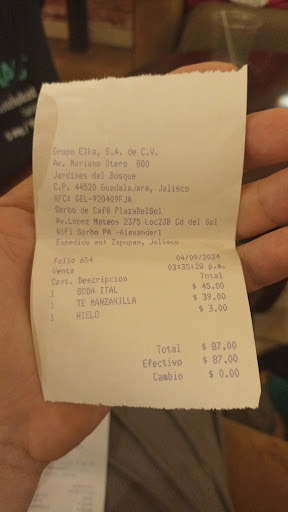 Grupo Elka, S.A. de C.V.
Av. Mariano Otero 600
Jardines del Bosque
C.P. 44520 Guadalajara, Jalisco
RFC: GEL-920409FJA
Sorbo de Café PlazaDelSol
Av.Lopez Mateos 2375 Loc23B Cd del Sol
WiFi Sorbo PA -Alexander1
Expedido en: Zapopan, Jalisco
Folio 854 04/09/2024
Venta 03:35:29 p.m.
Cant. Descripcion Total
1 SODA ITAL $ 45.00
1 TE MANZANILLA $ 39.00
1 HIELO $ 3.00
Total $ 87.00
Efectivo $ 87.00
Cambio $ 0.00